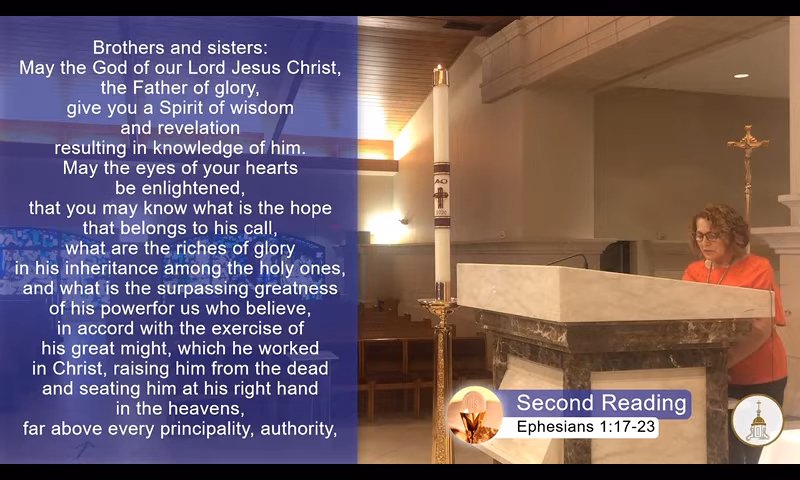 Brothers and sisters:
May the God of our Lord Jesus Christ,
the Father of glory,
give you a Spirit of wisdom
and revelation
resulting in knowledge of him.
May the eyes of your hearts
be enlightened,
that you may know what is the hope
that belongs to his call,
what are the riches of glory
in his inheritance among the holy ones,
and what is the surpassing greatness
of his powerfor us who believe,
in accord with the exercise of
his great might, which he worked
in Christ, raising him from the dead
and seating him at his right hand
in the heavens,
far above every principality, authority,
Second Reading
Ephesians 1:17-23